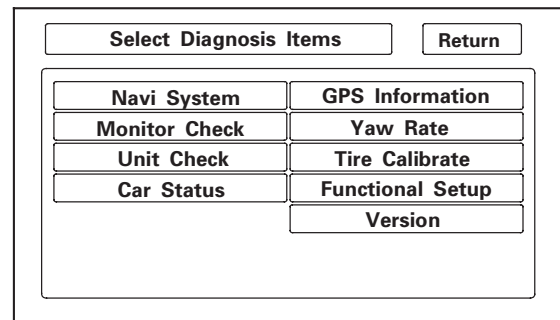 Select Diagnosis Items Return
Navi System GPS Information
Monitor Check Yaw Rate
Unit Check Tire Calibrate
Car Status Functional Setup
Version